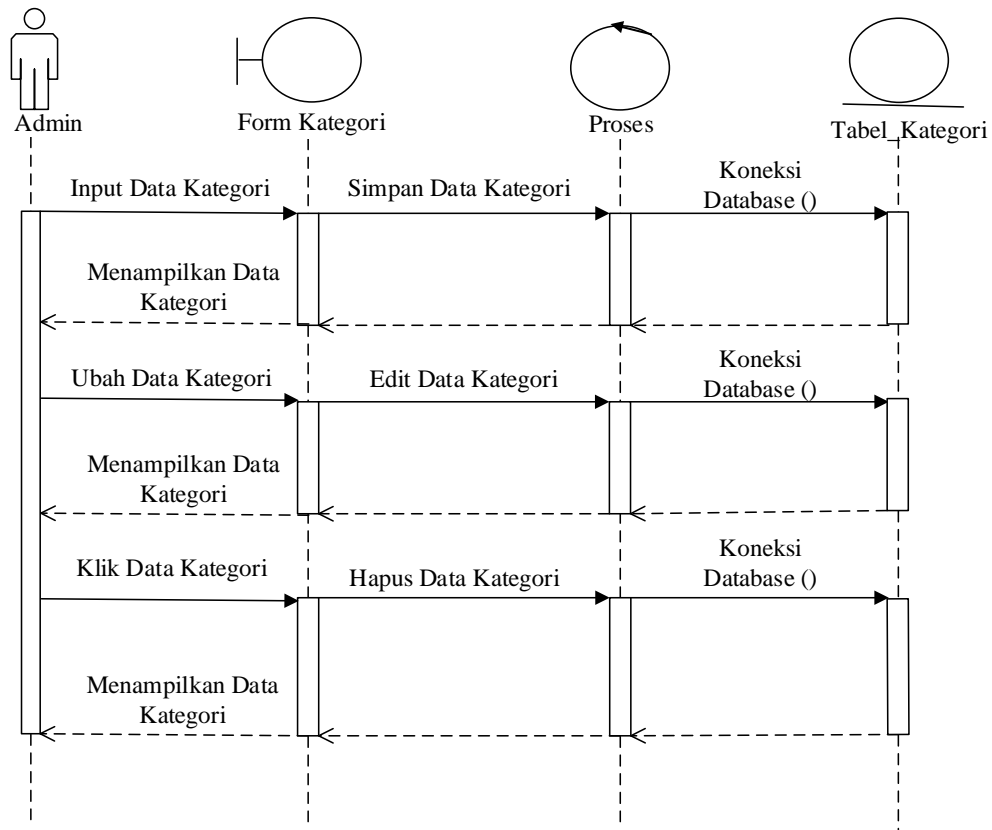 Admin
Form Kategori
Proses
Tabel_Kategori
Input Data Kategori
Simpan Data Kategori
Koneksi
Database ()
Menampilkan Data
Kategori
Ubah Data Kategori
Edit Data Kategori
Koneksi
Database ()
Menampilkan Data
Kategori
Klik Data Kategori
Hapus Data Kategori
Koneksi
Database ()
Menampilkan Data
Kategori